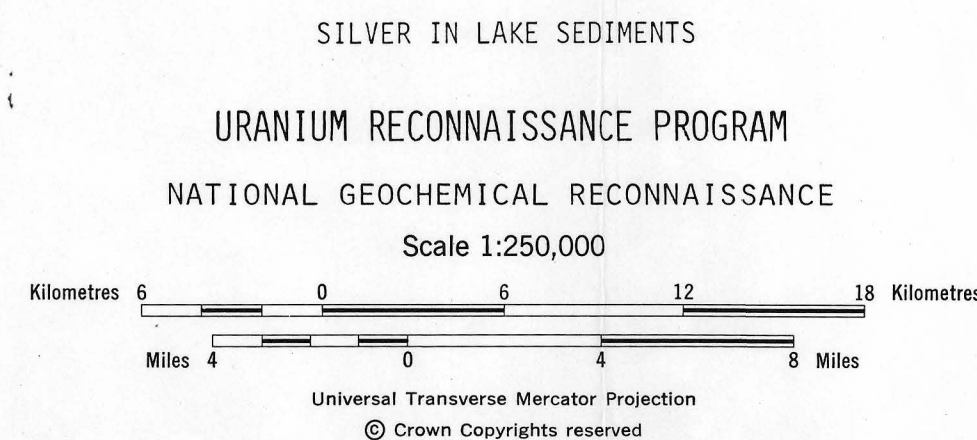 SILVER IN LAKE SEDIMENTS
URANIUM RECONNAISSANCE PROGRAM
NATIONAL GEOCHEMICAL RECONNAISSANCE
Scale 1:250,000
Kilometres 6 0 6 12 18 Kilometres
Miles 4 0 4 8 Miles
Universal Transverse Mercator Projection
© Crown Copyrights reserved